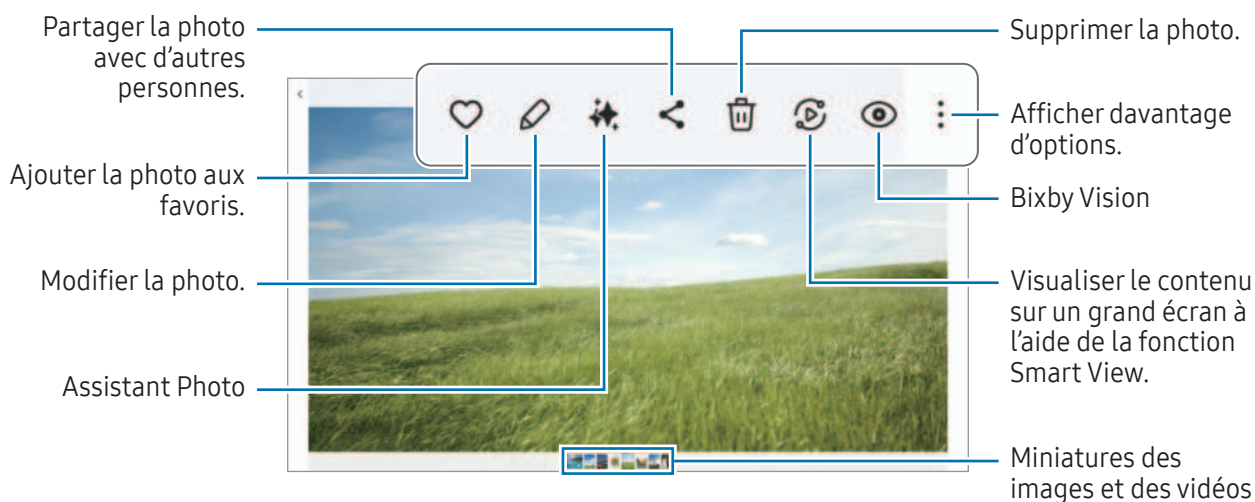 Partager la photo
avec d'autres
personnes.
Ajouter la photo aux
favoris.
Modifier la photo.
Assistant Photo
Supprimer la photo.
Afficher davantage
d'options.
Bixby Vision
Visualiser le contenu
sur un grand écran à
l'aide de la fonction
Smart View.
Miniatures des
images et des vidéos